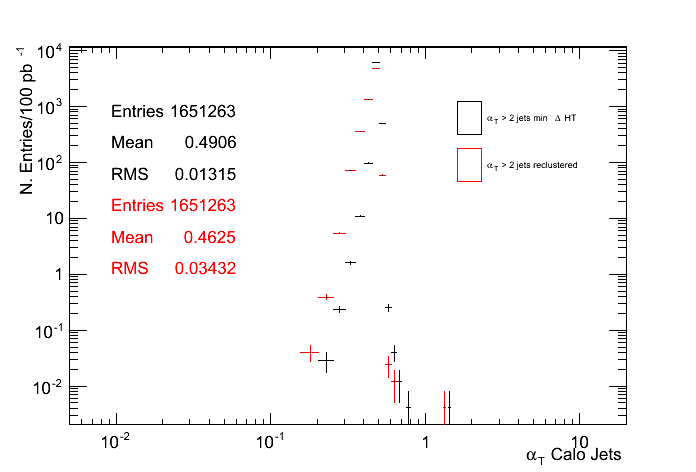 N. Entries/100 pb ⁻¹
10⁴
10³
10²
10
1
10⁻¹
10⁻²
Entries 1651263
Mean 0.4906
RMS 0.01315
Entries 1651263
Mean 0.4625
RMS 0.03432
α_T > 2 jets min Δ HT
α_T > 2 jets reclustered
10⁻² 10⁻¹ 1 10
α_T Calo Jets